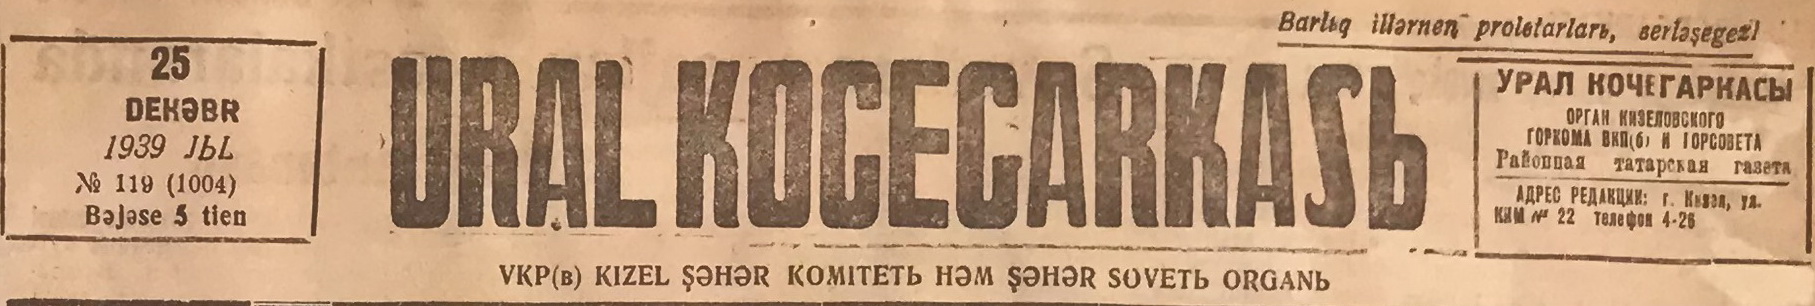 Barlьq illərnen proletarlarь, berləşegez!
25
DEKƏBR
1939 JЬL
№ 119 (1004)
Bəjəse 5 tien
URAL KOCEGARKASЬ
УРАЛ КОЧЕГАРКАСЫ
ОРГАН КИЗЕЛОВСКОГО
ГОРКОМА ВКП(б) И ГОРСОВЕТА
Районная татарская газета
АДРЕС РЕДАКЦИИ: г. Кизел, ул.
КИМ № 22 телефон 4-26
VKP(в) KIZEL ŞƏHƏR KOMITETЬ HƏM ŞƏHƏR SOVETЬ ORGANЬ